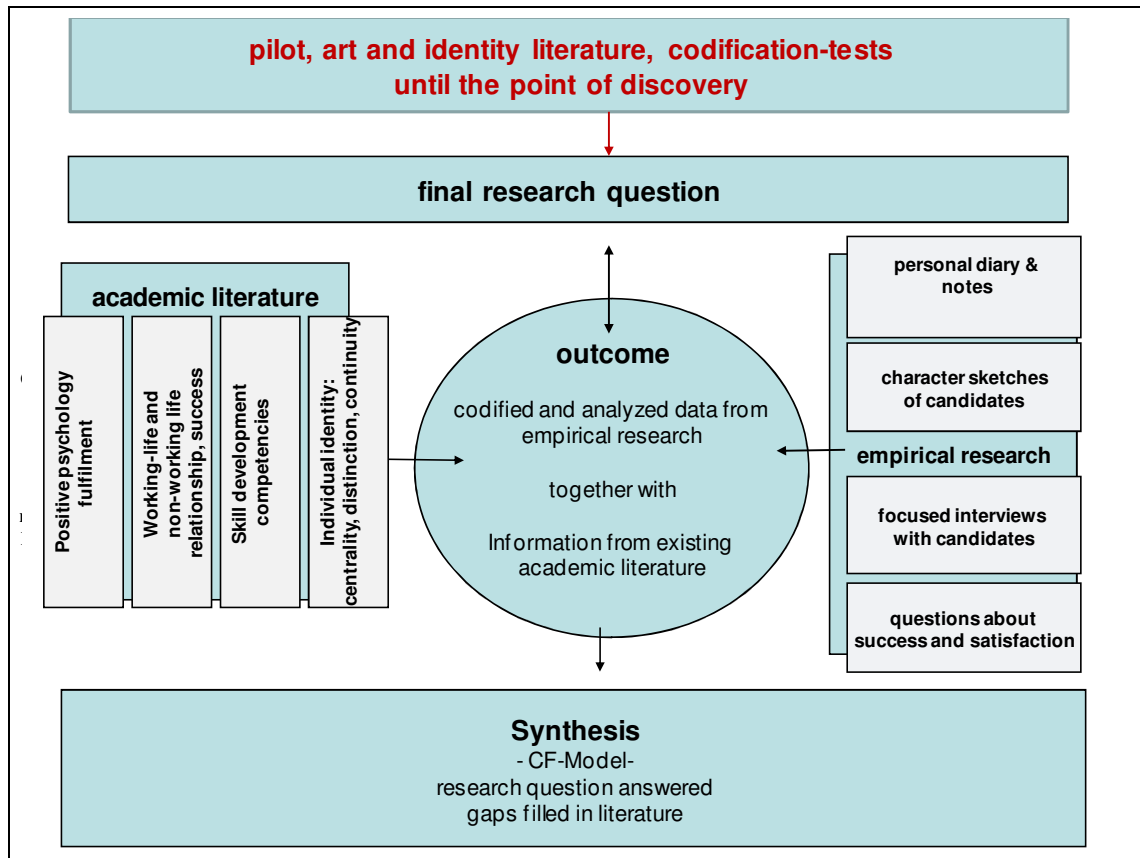 pilot, art and identity literature, codification-tests
until the point of discovery
final research question
academic literature
Positive psychology
fulfilment
Working-life and
non-working life
relationship, success
Skill development
competencies
Individual identity:
centrality, distinction, continuity
outcome
codified and analyzed data from
empirical research
together with
Information from existing
academic literature
personal diary &
notes
character sketches
of candidates
empirical research
focused interviews
with candidates
questions about
success and satisfaction
Synthesis
- CF-Model-
research question answered
gaps filled in literature